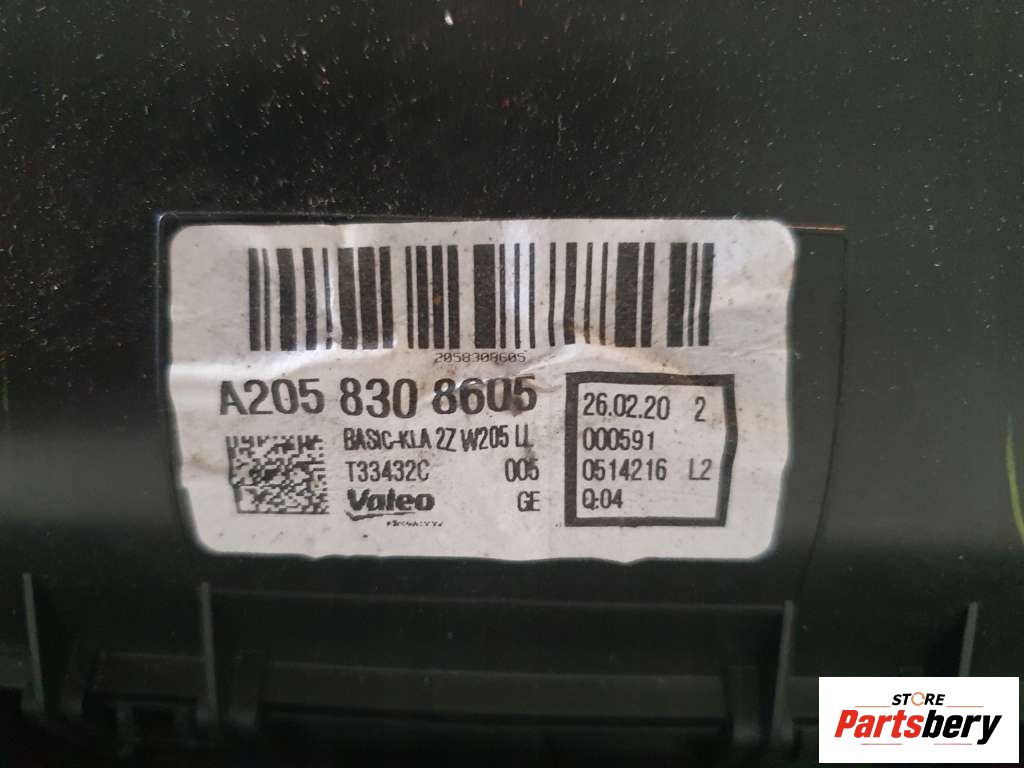 2058308605
A205 830 8605
BASIC-KLA 2Z W205 LL
T33432C 005
Valeo GE
26.02.20 2
000591
0514216 L2
Q:04
STORE
Partsbery